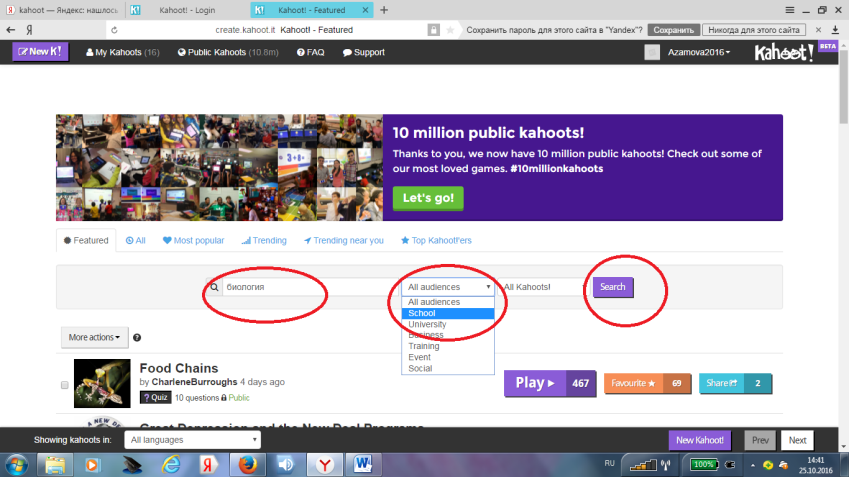 kahoot — Яндекс: нашлось
Kahoot! - Login
Kahoot! - Featured
create.kahoot.it Kahoot! - Featured
Сохранить пароль для этого сайта в "Yandex"?
Сохранить
Никогда для этого сайта
New K!
My Kahoots (16)
Public Kahoots (10.8m)
FAQ
Support
Azamova2016
Kahoot!
BETA
10 million public kahoots!
Thanks to you, we now have 10 million public kahoots! Check out some of
our most loved games. #10millionkahoots
Let's go!
Featured
All
Most popular
Trending
Trending near you
Top Kahoot!'ers
биология
All audiences
All Kahoots!
Search
All audiences
School
University
Business
Training
Event
Social
More actions
Food Chains
by CharleneBurroughs 4 days ago
Quiz 10 questions Public
Play
467
Favourite
69
Share
2
Great Depression and the New Deal Programs
Showing kahoots in:
All languages
New Kahoot!
Prev
Next
RU
100%
14:41
25.10.2016